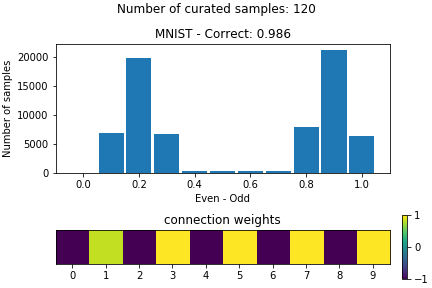 Number of curated samples: 120
MNIST - Correct: 0.986
20000
15000
10000
5000
0
Number of samples
0.0 0.2 0.4 0.6 0.8 1.0
Even - Odd
connection weights
0 1 2 3 4 5 6 7 8 9
1
0
−1